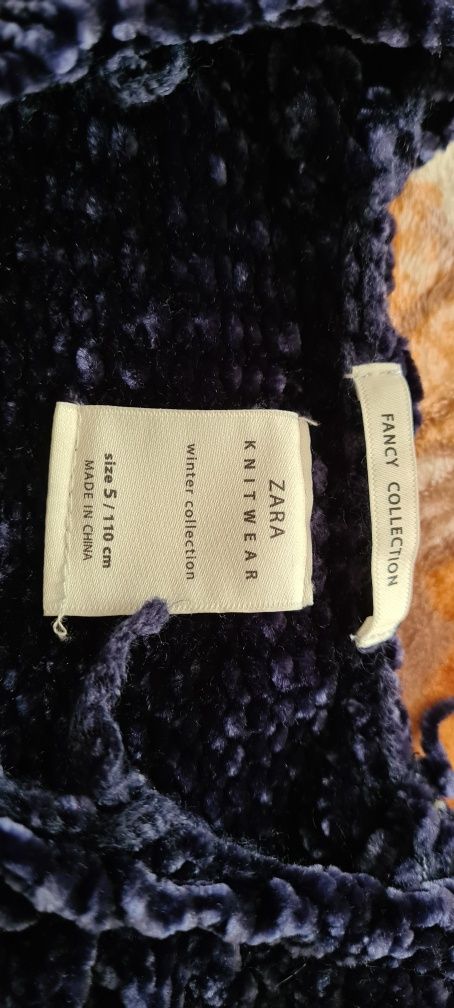 FANCY COLLECTION
ZARA
KNITWEAR
winter collection
size 5 / 110 cm
MADE IN CHINA